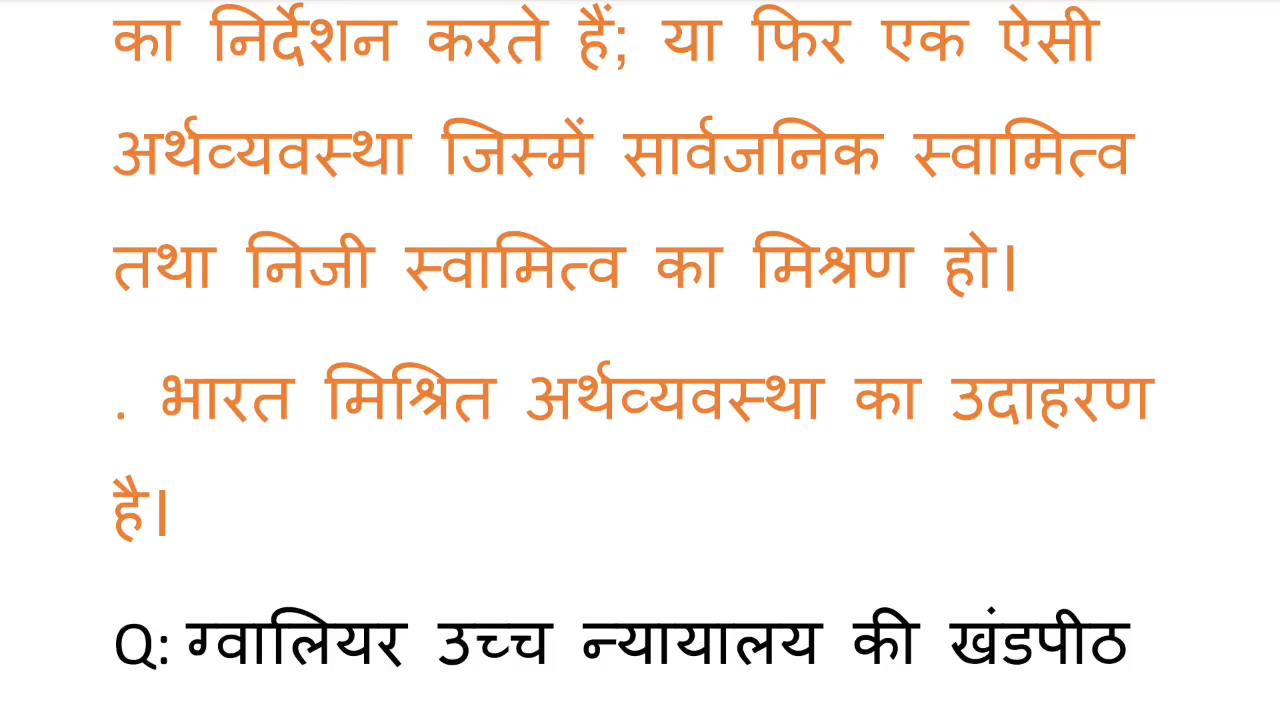 का निर्देशन करते हैं; या फिर एक ऐसी
अर्थव्यवस्था जिस्में सार्वजनिक स्वामित्व
तथा निजी स्वामित्व का मिश्रण हो।
. भारत मिश्रित अर्थव्यवस्था का उदाहरण
है।
Q: ग्वालियर उच्च न्यायालय की खंडपीठ